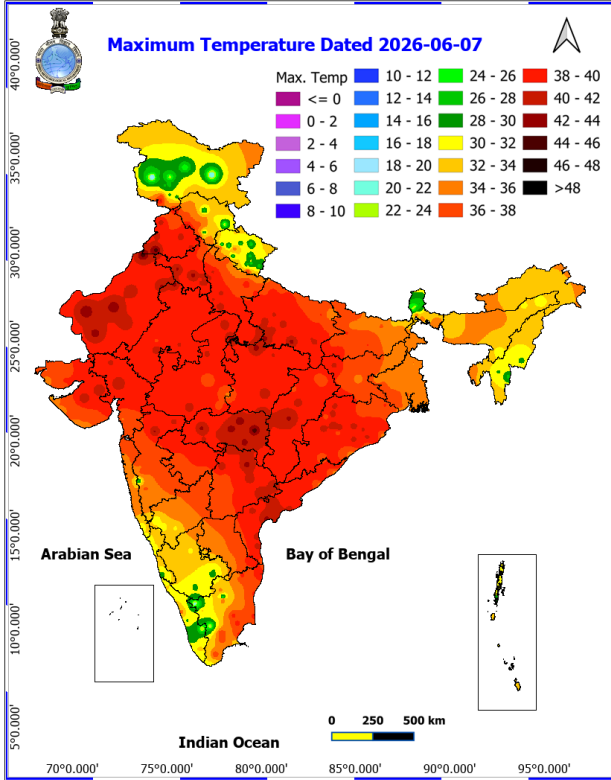 Maximum Temperature Dated 2026-06-07
Max. Temp
<= 0
0 - 2
2 - 4
4 - 6
6 - 8
8 - 10
10 - 12
12 - 14
14 - 16
16 - 18
18 - 20
20 - 22
22 - 24
24 - 26
26 - 28
28 - 30
30 - 32
32 - 34
34 - 36
36 - 38
38 - 40
40 - 42
42 - 44
44 - 46
46 - 48
>48
40°0.000'
35°0.000'
30°0.000'
25°0.000'
20°0.000'
15°0.000'
10°0.000'
5°0.000'
Arabian Sea
Bay of Bengal
Indian Ocean
0 250 500 km
70°0.000' 75°0.000' 80°0.000' 85°0.000' 90°0.000' 95°0.000'